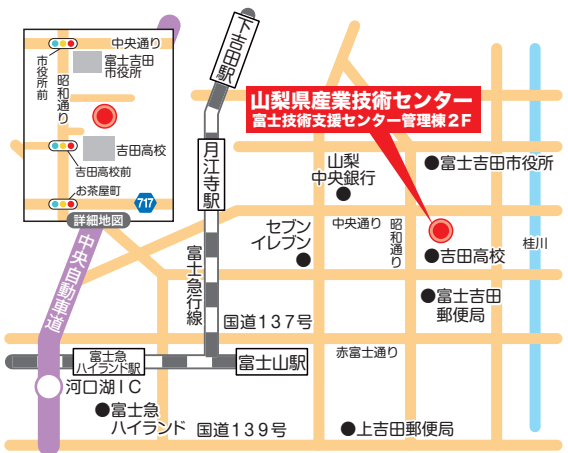 中央通り
富士吉田
市役所
市役所前
昭和通り
吉田高校
吉田高校前
お茶屋町
717
詳細地図
下吉田駅
山梨県産業技術センター
富士技術支援センター管理棟2F
月江寺駅
山梨
中央銀行
富士吉田市役所
セブン
イレブン
中央通り
昭和通り
吉田高校
桂川
中央自動車道
富士急行線
富士吉田
郵便局
国道137号
赤富士通り
富士急
ハイランド駅
富士山駅
河口湖IC
富士急
ハイランド
国道139号
上吉田郵便局